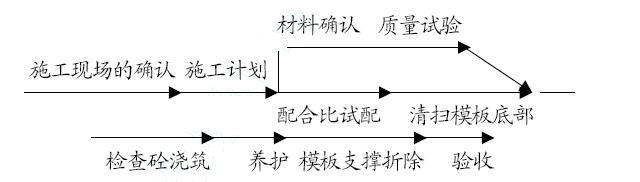 材料确认 质量试验
施工现场的确认 施工计划
配合比试配 清扫模板底部
检查砼浇筑 养护 模板支撑折除 验收